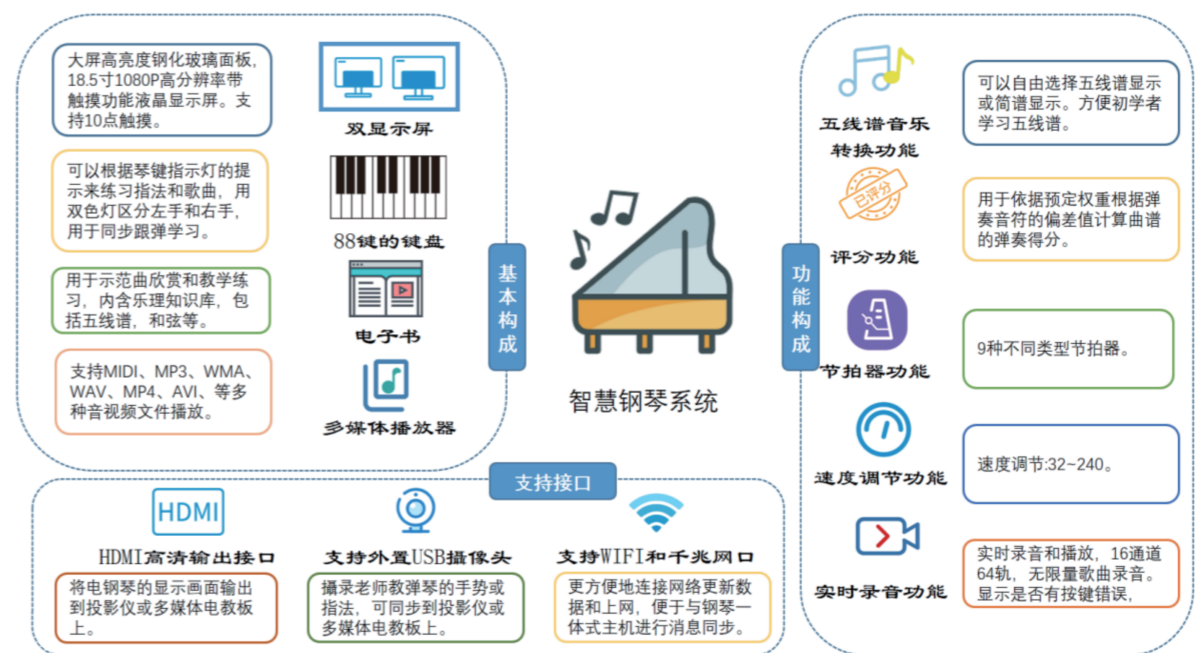 大屏高亮度钢化玻璃面板,
18.5寸1080P高分辨率带
触摸功能液晶显示屏。支
持10点触摸。
双显示屏
可以根据琴键指示灯的提
示来练习指法和歌曲，用
双色灯区分左手和右手，
用于同步跟弹学习。
88键的键盘
用于示范曲欣赏和教学练
习，内含乐理知识库，包
括五线谱，和弦等。
电子书
支持MIDI、MP3、WMA、
WAV、MP4、AVI、等多
种音视频文件播放。
多媒体播放器
基本构成
智慧钢琴系统
功能构成
五线谱音乐
转换功能
可以自由选择五线谱显示
或简谱显示。方便初学者
学习五线谱。
已评分
评分功能
用于依据预定权重根据弹
奏音符的偏差值计算曲谱
的弹奏得分。
节拍器功能
9种不同类型节拍器。
速度调节功能
速度调节:32~240。
实时录音功能
实时录音和播放，16通道
64轨，无限量歌曲录音。
显示是否有按键错误，
支持接口
HDMI
HDMI高清输出接口
将电钢琴的显示画面输出
到投影仪或多媒体电教板
上。
支持外置USB摄像头
攝录老师教弹琴的手势或
指法，可同步到投影仪或
多媒体电教板上。
支持WIFI和千兆网口
更方便地连接网络更新数
据和上网，便于与钢琴一
体式主机进行消息同步。